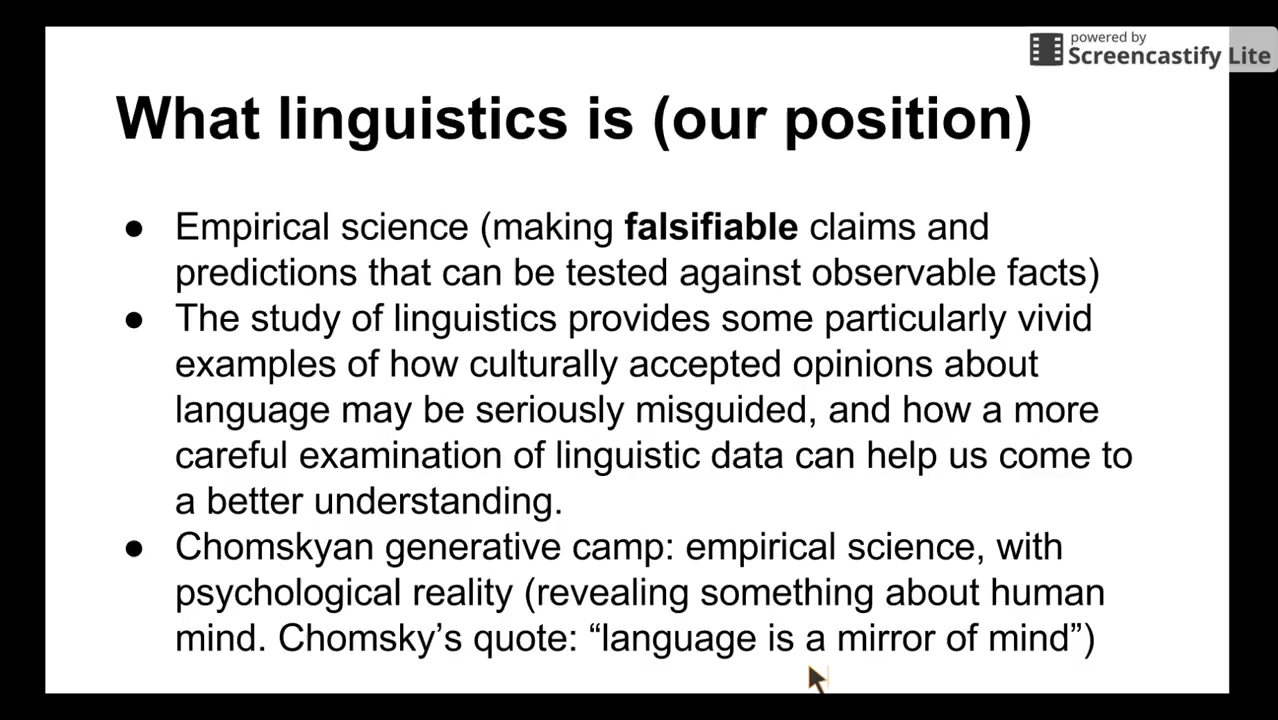 powered by
Screencastify Lite
What linguistics is (our position)
● Empirical science (making falsifiable claims and
predictions that can be tested against observable facts)
● The study of linguistics provides some particularly vivid
examples of how culturally accepted opinions about
language may be seriously misguided, and how a more
careful examination of linguistic data can help us come to
a better understanding.
● Chomskyan generative camp: empirical science, with
psychological reality (revealing something about human
mind. Chomsky’s quote: “language is a mirror of mind”)